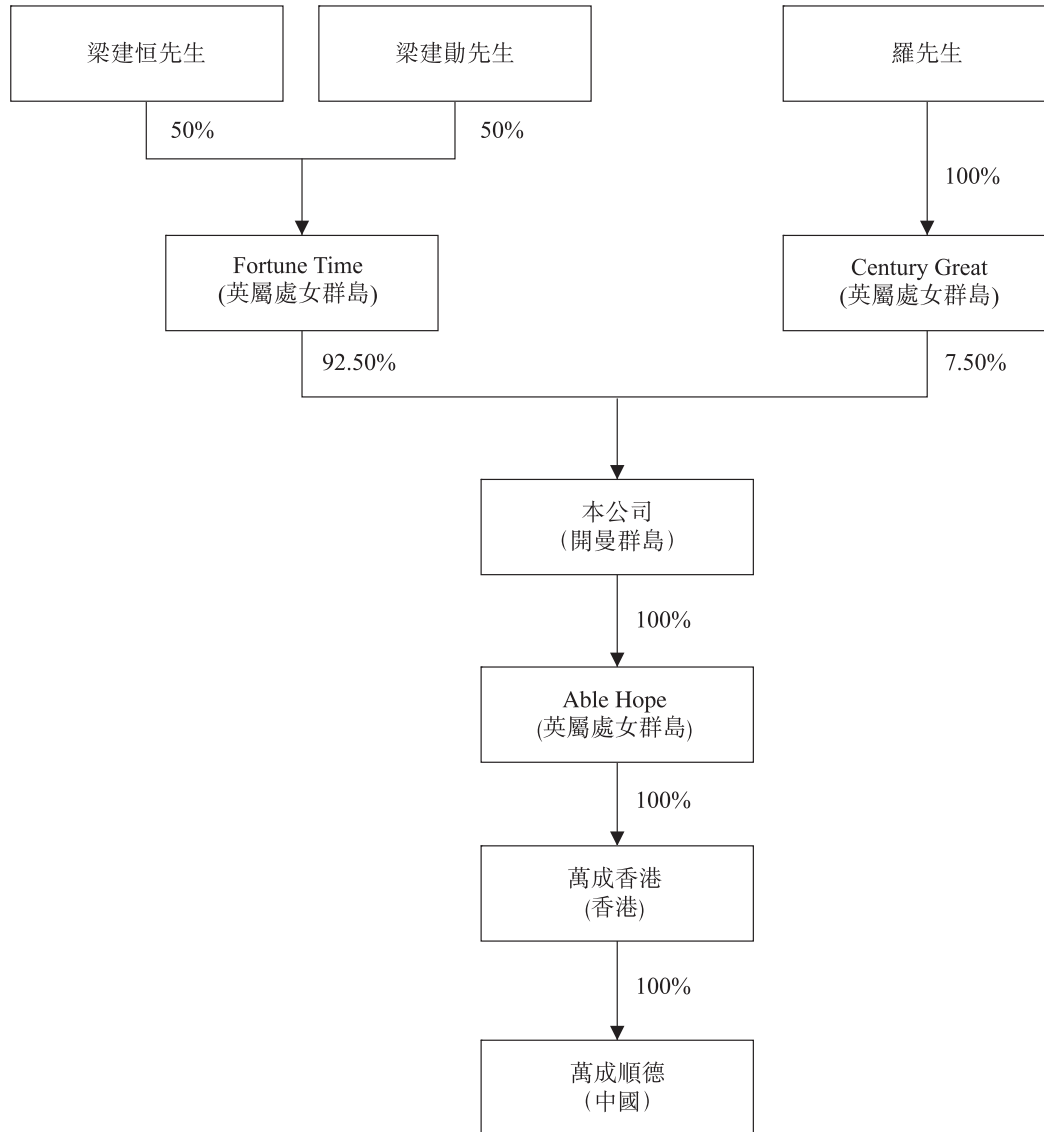 梁建恒先生
梁建勛先生
羅先生
50%
50%
100%
Fortune Time
(英屬處女群島)
Century Great
(英屬處女群島)
92.50%
7.50%
本公司
（開曼群島）
100%
Able Hope
(英屬處女群島)
100%
萬成香港
(香港)
100%
萬成順德
（中國）